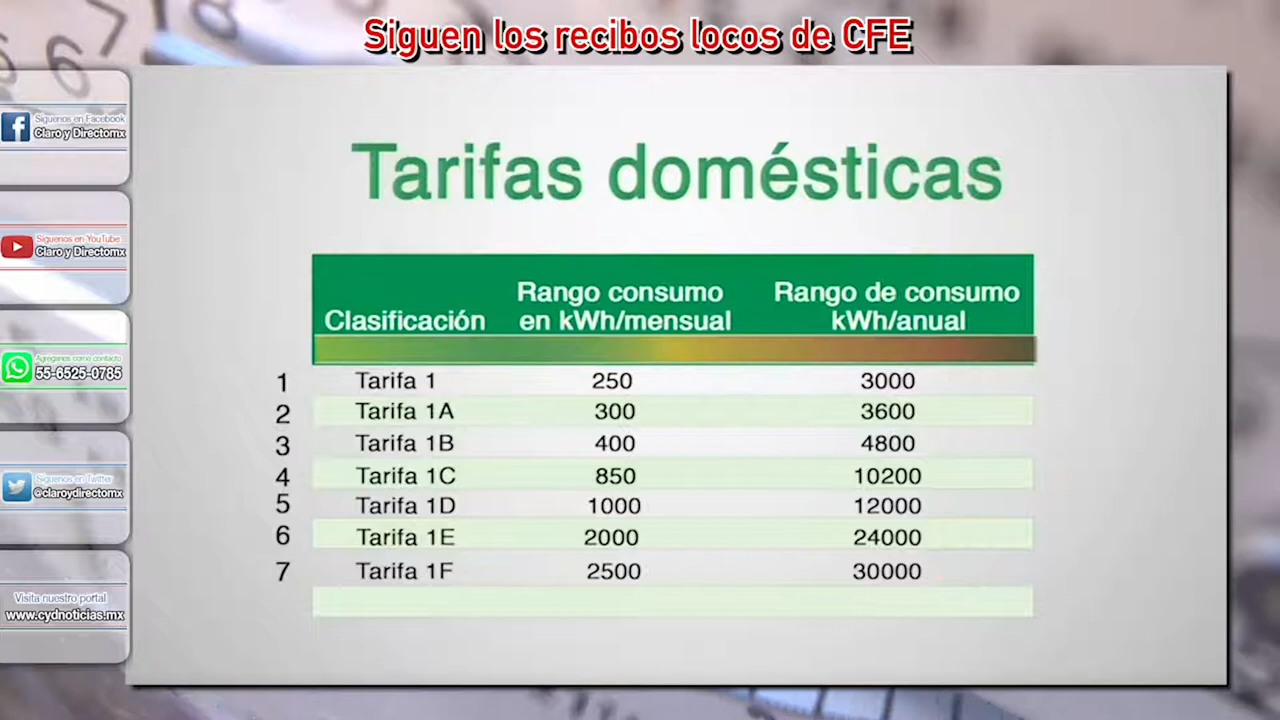 Siguen los recibos locos de CFE
Síguenos en Facebook
Claro y Directomx
Síguenos en YouTube
Claro y Directomx
Agréganos como contacto
55-6525-0785
Síguenos en Twitter
@claroydirectomx
Visita nuestro portal
www.cydnoticias.mx
Tarifas domésticas
Clasificación
Rango consumo
en kWh/mensual
Rango de consumo
kWh/anual
1 Tarifa 1 250 3000
2 Tarifa 1A 300 3600
3 Tarifa 1B 400 4800
4 Tarifa 1C 850 10200
5 Tarifa 1D 1000 12000
6 Tarifa 1E 2000 24000
7 Tarifa 1F 2500 30000